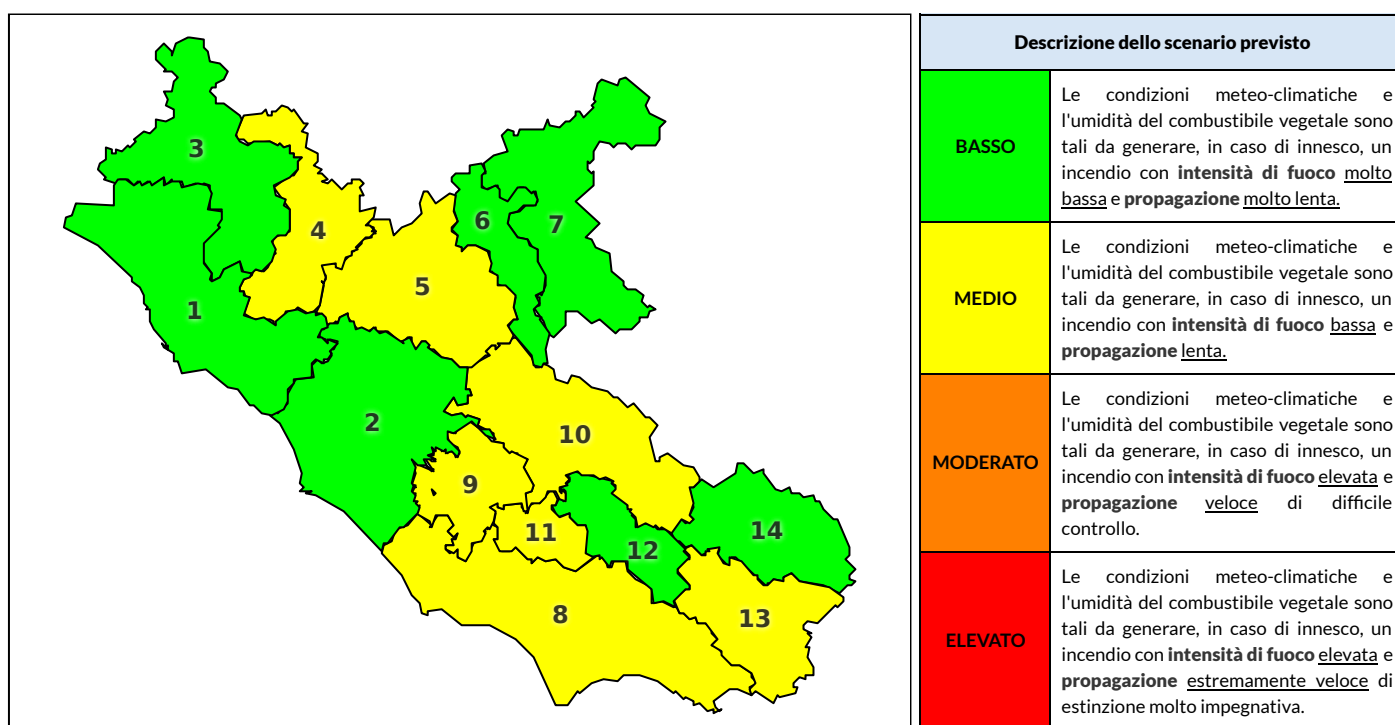 3
4
6
7
5
1
2
10
9
11
12
14
8
13
Descrizione dello scenario previsto
BASSO
Le condizioni meteo-climatiche e
l'umidità del combustibile vegetale sono
tali da generare, in caso di innesco, un
incendio con intensità di fuoco molto
bassa e propagazione molto lenta.
MEDIO
Le condizioni meteo-climatiche e
l'umidità del combustibile vegetale sono
tali da generare, in caso di innesco, un
incendio con intensità di fuoco bassa e
propagazione lenta.
MODERATO
Le condizioni meteo-climatiche e
l'umidità del combustibile vegetale sono
tali da generare, in caso di innesco, un
incendio con intensità di fuoco elevata e
propagazione veloce di difficile
controllo.
ELEVATO
Le condizioni meteo-climatiche e
l'umidità del combustibile vegetale sono
tali da generare, in caso di innesco, un
incendio con intensità di fuoco elevata e
propagazione estremamente veloce di
estinzione molto impegnativa.